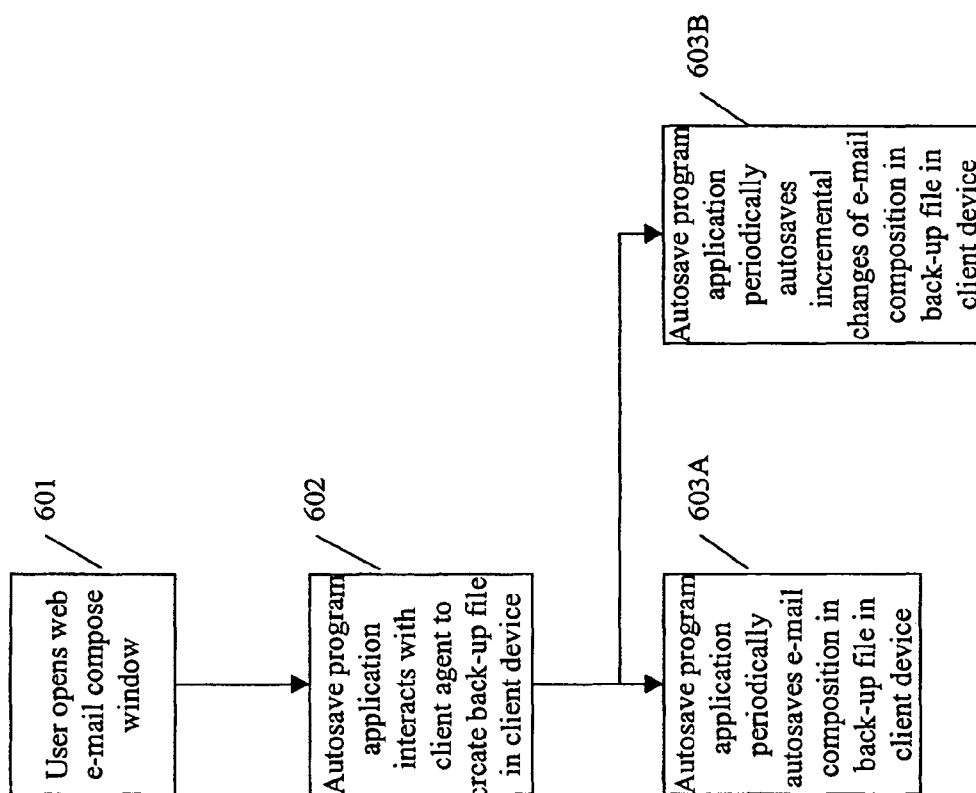 601
User opens web
e-mail compose
window
602
Autosave program
application
interacts with
client agent to
create back-up file
in client device
603A
Autosave program
application
periodically
autosaves e-mail
composition in
back-up file in
client device
603B
Autosave program
application
periodically
autosaves
incremental
changes of e-mail
composition in
back-up file in
client device